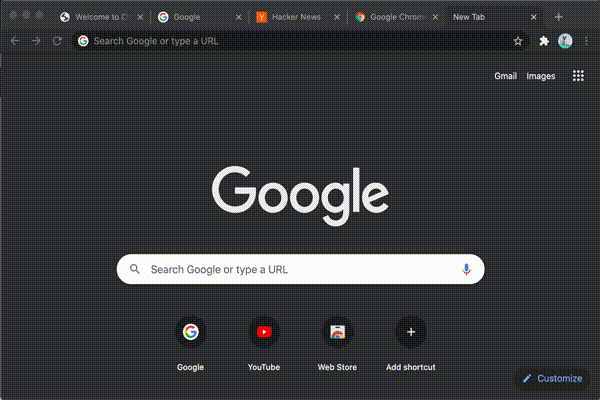 Welcome to C
Google
Hacker News
Google Chrome
New Tab
Search Google or type a URL
Gmail
Images
Google
Search Google or type a URL
Google
YouTube
Web Store
Add shortcut
Customize